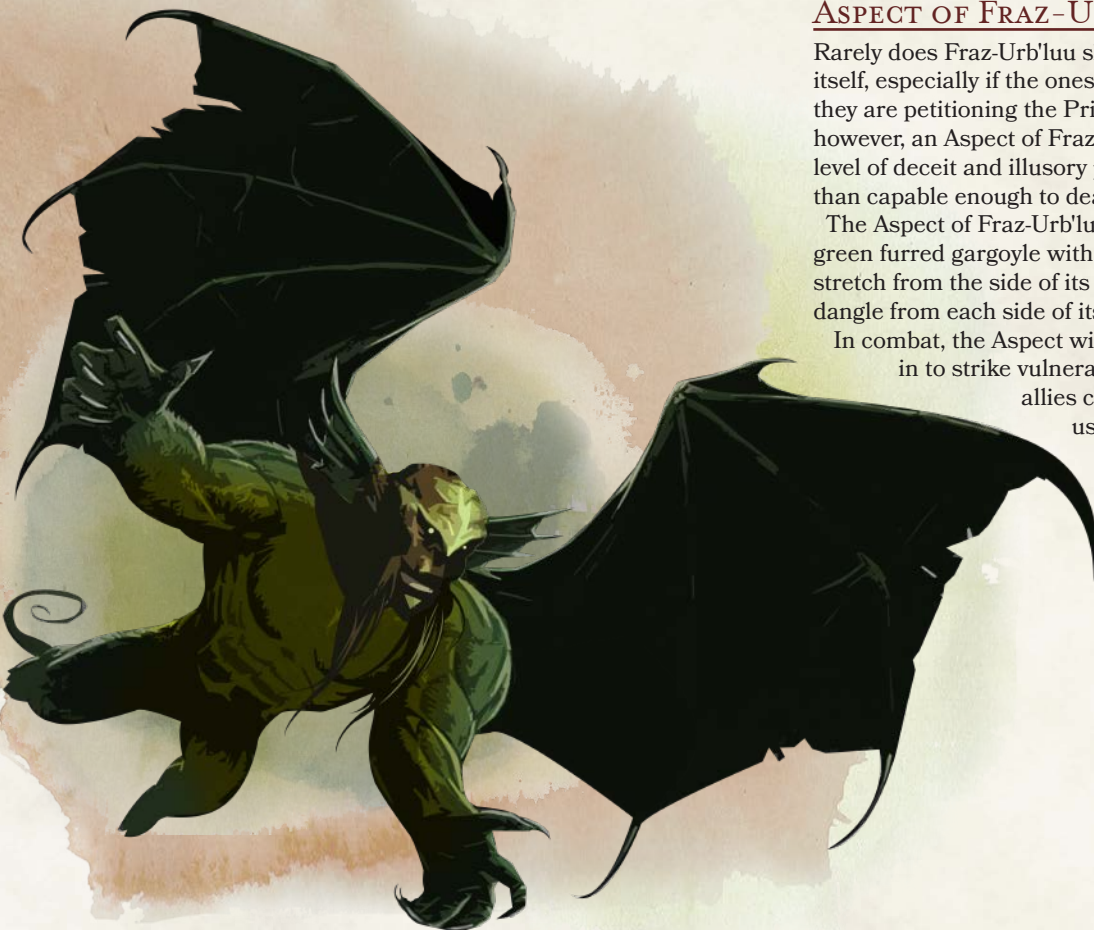 ASPECT OF FRAZ-U
Rarely does Fraz-Urb'luu s
itself, especially if the ones
they are petitioning the Pri
however, an Aspect of Fraz
level of deceit and illusory
than capable enough to dea
The Aspect of Fraz-Urb'lu
green furred gargoyle with
stretch from the side of its
dangle from each side of its
In combat, the Aspect wi
in to strike vulnera
allies c
us